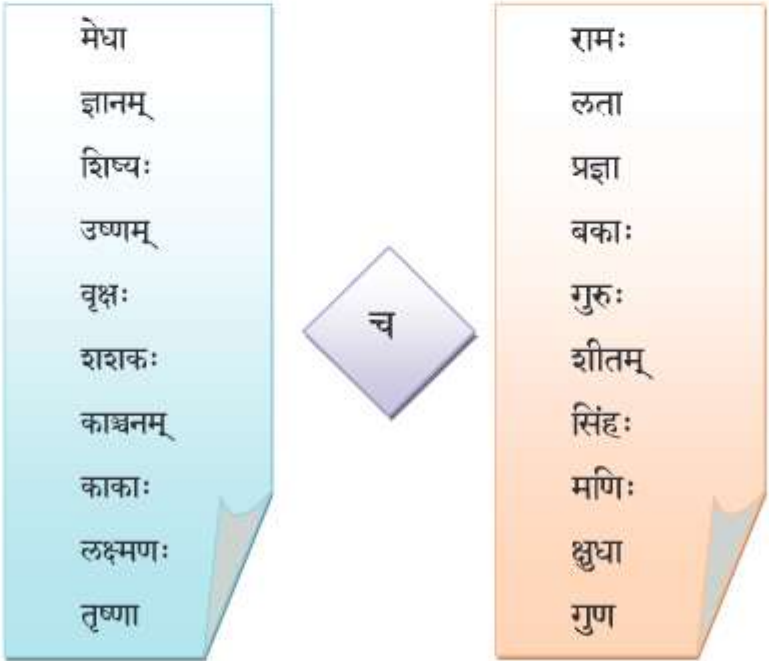 मेधा
ज्ञानम्
शिष्यः
उष्णम्
वृक्षः
शशकः
काञ्चनम्
काकाः
लक्ष्मणः
तृष्णा
च
रामः
लता
प्रज्ञा
बकाः
गुरुः
शीतम्
सिंहः
मणिः
क्षुधा
गुण